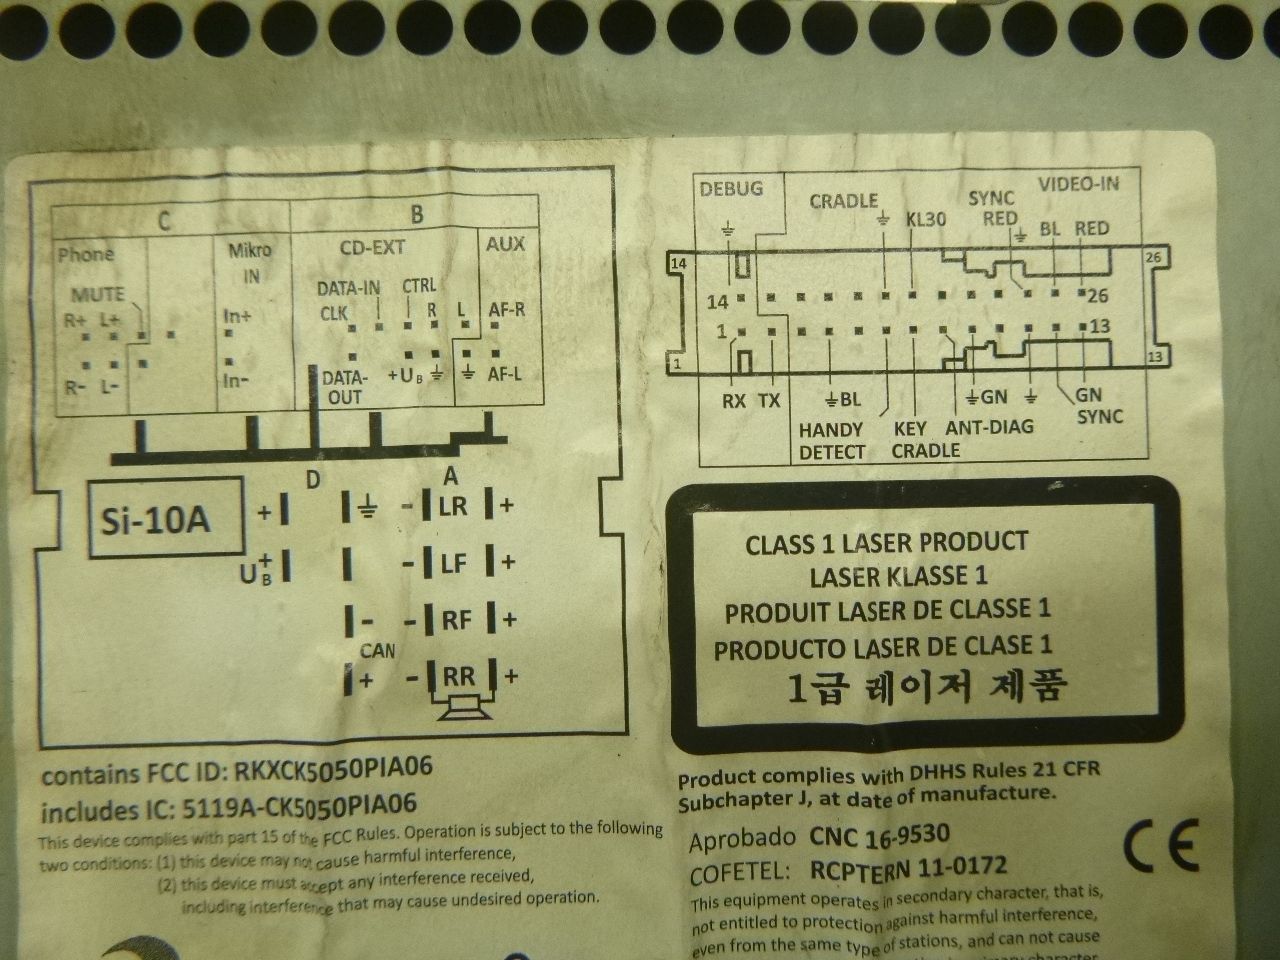 C
B
Phone
Mikro
IN
CD-EXT
AUX
MUTE
DATA-IN
CTRL
R+ L+
In+
CLK
R
L
AF-R
R- L-
In-
DATA-
OUT
+UB
AF-L
D
A
Si-10A
+
- LR +
+
UB
- LF +
-
- RF +
CAN
+
- RR +
contains FCC ID: RKXCK5050PIA06
includes IC: 5119A-CK5050PIA06
This device complies with part 15 of the FCC Rules. Operation is subject to the following
two conditions: (1) this device may not cause harmful interference,
(2) this device must accept any interference received,
including interference that may cause undesired operation.
DEBUG
CRADLE
KL30
SYNC
RED
VIDEO-IN
BL RED
14
26
14
26
1
13
1
13
RX TX
BL
GN
GN
SYNC
HANDY
DETECT
KEY
CRADLE
ANT-DIAG
CLASS 1 LASER PRODUCT
LASER KLASSE 1
PRODUIT LASER DE CLASSE 1
PRODUCTO LASER DE CLASE 1
1급 레이저 제품
Product complies with DHHS Rules 21 CFR
Subchapter J, at date of manufacture.
Aprobado CNC 16-9530
COFETEL: RCPTERN 11-0172
CE
This equipment operates in secondary character, that is,
not entitled to protection against harmful interference,
even from the same type of stations, and can not cause